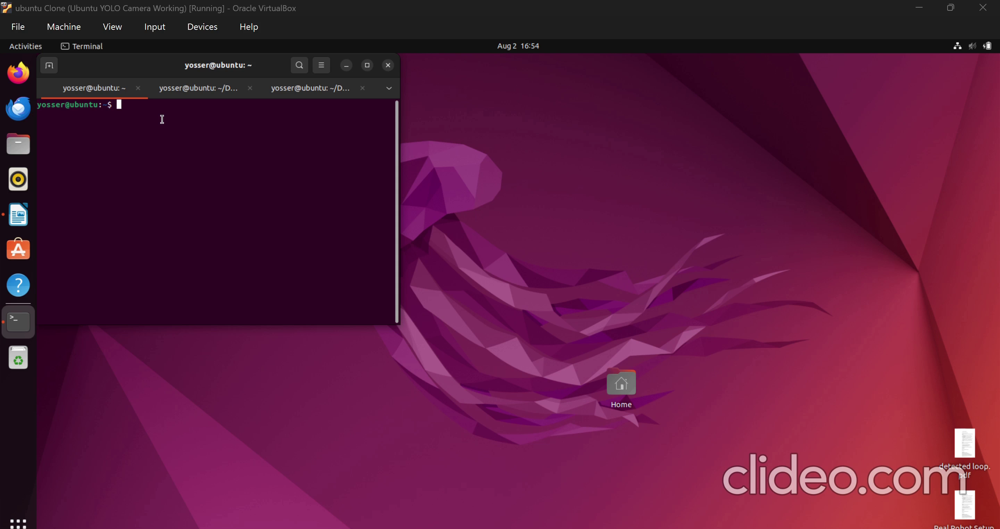 ubuntu Clone (Ubuntu YOLO Camera Working) [Running] - Oracle VirtualBox
File Machine View Input Devices Help
Activities Terminal Aug 2 16:54
yosser@ubuntu: ~
yosser@ubuntu: ~ yosser@ubuntu: ~/D... yosser@ubuntu: ~/D...
yosser@ubuntu:~$
Home
detected loop.
pdf
clideo.com
Real Robot Setup